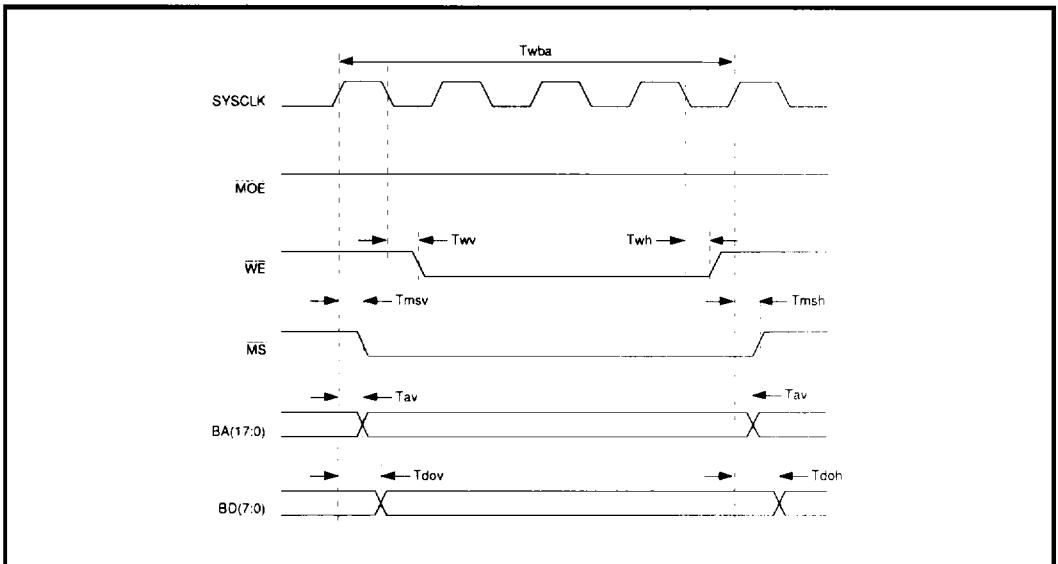 Twba
SYSCLK
MOE
Twv
Twh
WE
Tmsv
Tmsh
MS
Tav
Tav
BA(17:0)
Tdov
Tdoh
BD(7:0)